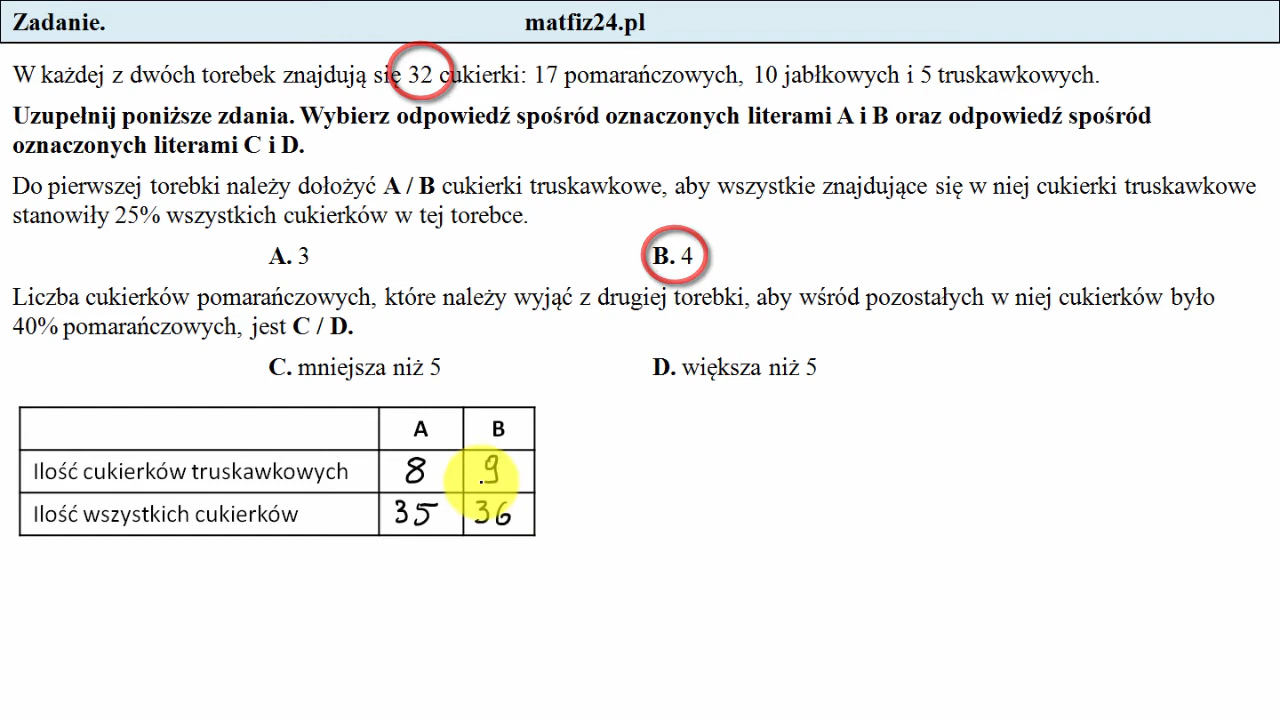 Zadanie. matfiz24.pl
W każdej z dwóch torebek znajdują się 32 cukierki: 17 pomarańczowych, 10 jabłkowych i 5 truskawkowych.
Uzupełnij poniższe zdania. Wybierz odpowiedź spośród oznaczonych literami A i B oraz odpowiedź spośród
oznaczonych literami C i D.
Do pierwszej torebki należy dołożyć A / B cukierki truskawkowe, aby wszystkie znajdujące się w niej cukierki truskawkowe
stanowiły 25% wszystkich cukierków w tej torebce.
A. 3 B. 4
Liczba cukierków pomarańczowych, które należy wyjąć z drugiej torebki, aby wśród pozostałych w niej cukierków było
40% pomarańczowych, jest C / D.
C. mniejsza niż 5 D. większa niż 5
A B
Ilość cukierków truskawkowych 8 9
Ilość wszystkich cukierków 35 36